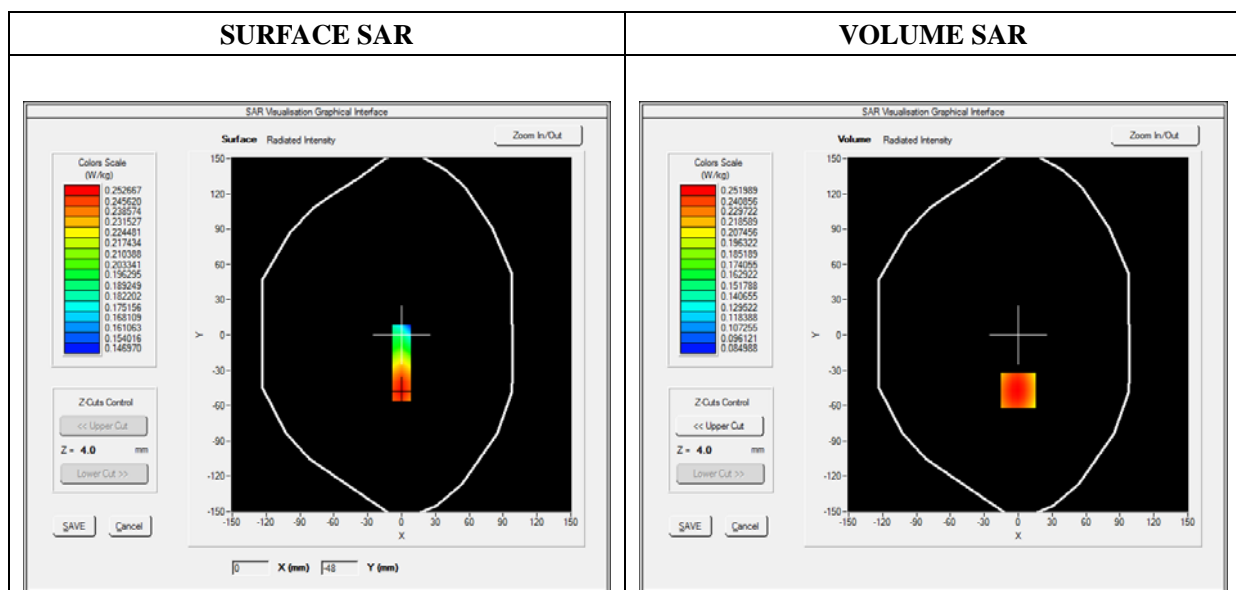 SURFACE SAR
VOLUME SAR
SAR Visualisation Graphical Interface
Surface Radiated Intensity
Zoom In/Out
Colors Scale
(W/kg)
0.252667
0.245620
0.238574
0.231527
0.224481
0.217434
0.210388
0.203341
0.196295
0.189249
0.182202
0.175156
0.168109
0.161063
0.154016
0.146970
Z-Cuts Control
<< Upper Cut
Z = 4.0 mm
Lower Cut >>
SAVE Cancel
150
120
90
60
30
0
-30
-60
-90
-120
-150
Y
-150 -120 -90 -60 -30 0 30 60 90 120 150
X
0 X (mm) -48 Y (mm)
SAR Visualisation Graphical Interface
Volume Radiated Intensity
Zoom In/Out
Colors Scale
(W/kg)
0.251989
0.240856
0.229722
0.218589
0.207456
0.196322
0.185189
0.174055
0.162922
0.151788
0.140655
0.129522
0.118388
0.107255
0.096121
0.084988
Z-Cuts Control
<< Upper Cut
Z = 4.0 mm
Lower Cut >>
SAVE Cancel
150
120
90
60
30
0
-30
-60
-90
-120
-150
Y
-150 -120 -90 -60 -30 0 30 60 90 120 150
X